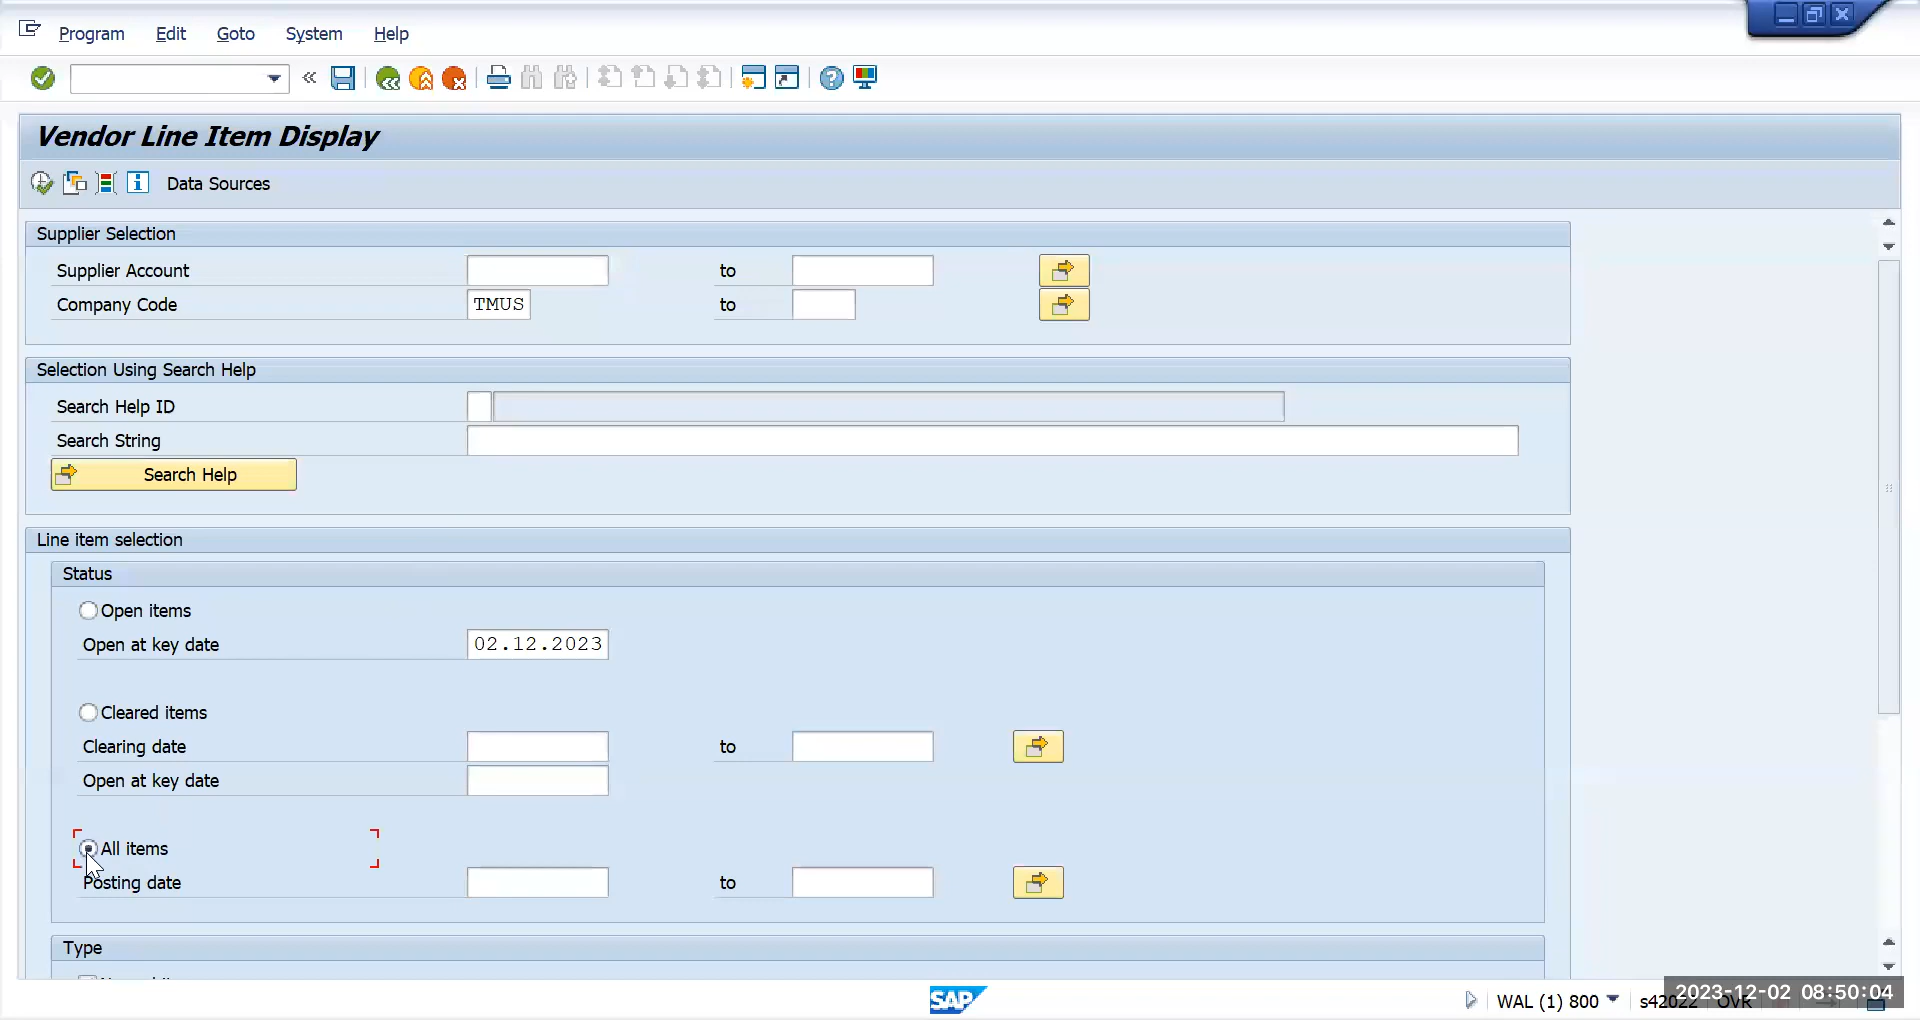 Program Edit Goto System Help
Vendor Line Item Display
Data Sources
Supplier Selection
Supplier Account to
Company Code TMUS to
Selection Using Search Help
Search Help ID
Search String
Search Help
Line item selection
Status
Open items
Open at key date 02.12.2023
Cleared items
Clearing date to
Open at key date
All items
Posting date to
Type
SAP
WAL (1) 800 s42022 OVR
2023-12-02 08:50:04